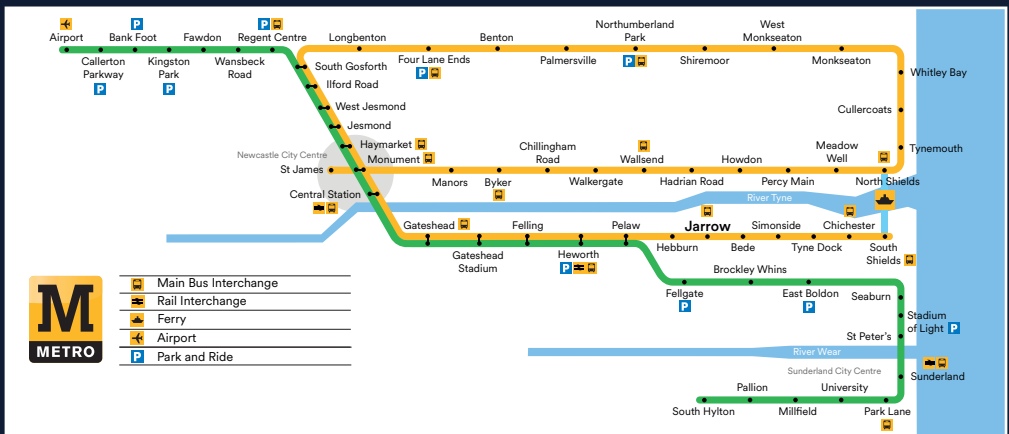 Airport
Bank Foot
Fawdon
Regent Centre
Callerton
Parkway
Kingston
Park
Wansbeck
Road
Longbenton
Four Lane Ends
Benton
Palmersville
Northumberland
Park
Shiremoor
West
Monkseaton
Monkseaton
South Gosforth
Ilford Road
West Jesmond
Jesmond
Haymarket
Monument
Newcastle City Centre
St James
Central Station
Whitley Bay
Cullercoats
Tynemouth
Manors
Byker
Chillingham
Road
Walkergate
Wallsend
Hadrian Road
Howdon
Percy Main
Meadow
Well
North Shields
River Tyne
Gateshead
Gateshead
Stadium
Felling
Heworth
Pelaw
Hebburn
Jarrow
Bede
Simonside
Tyne Dock
Chichester
South
Shields
Fellgate
Brockley Whins
East Boldon
Seaburn
Stadium
of Light
St Peter's
River Wear
Sunderland City Centre
Sunderland
South Hylton
Pallion
Millfield
University
Park Lane
M
METRO
Main Bus Interchange
Rail Interchange
Ferry
Airport
P Park and Ride